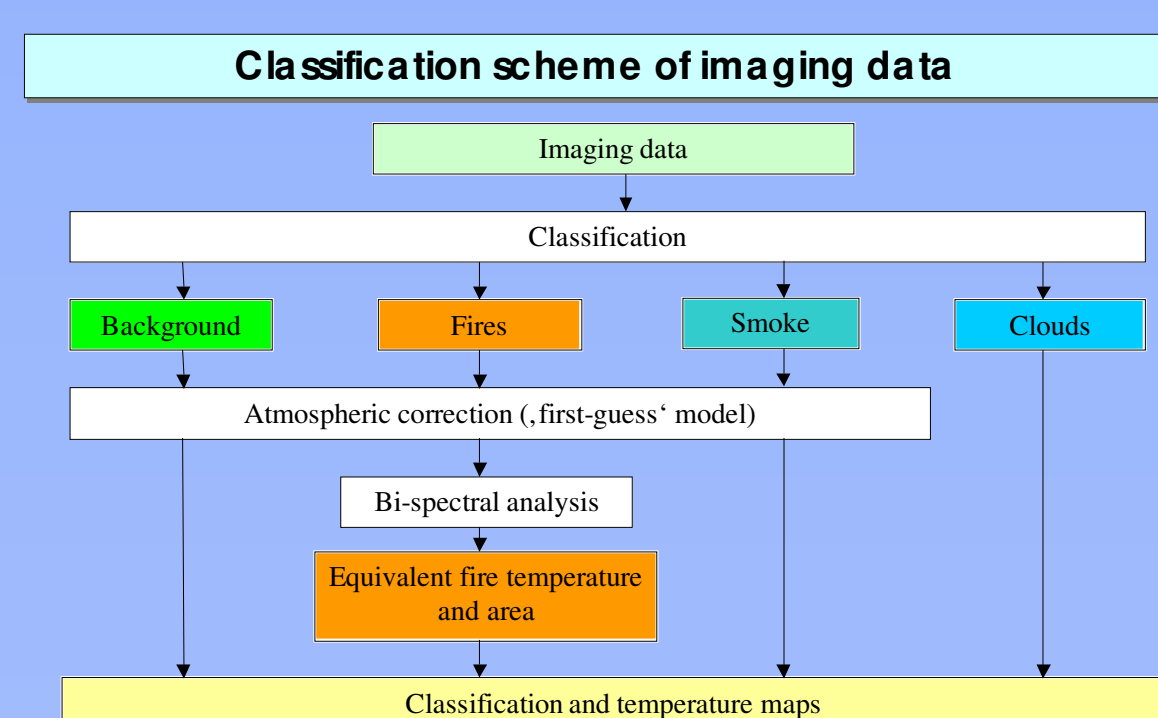 Classification scheme of imaging data
Imaging data
Classification
Background
Fires
Smoke
Clouds
Atmospheric correction (‚first-guess‘ model)
Bi-spectral analysis
Equivalent fire temperature
and area
Classification and temperature maps